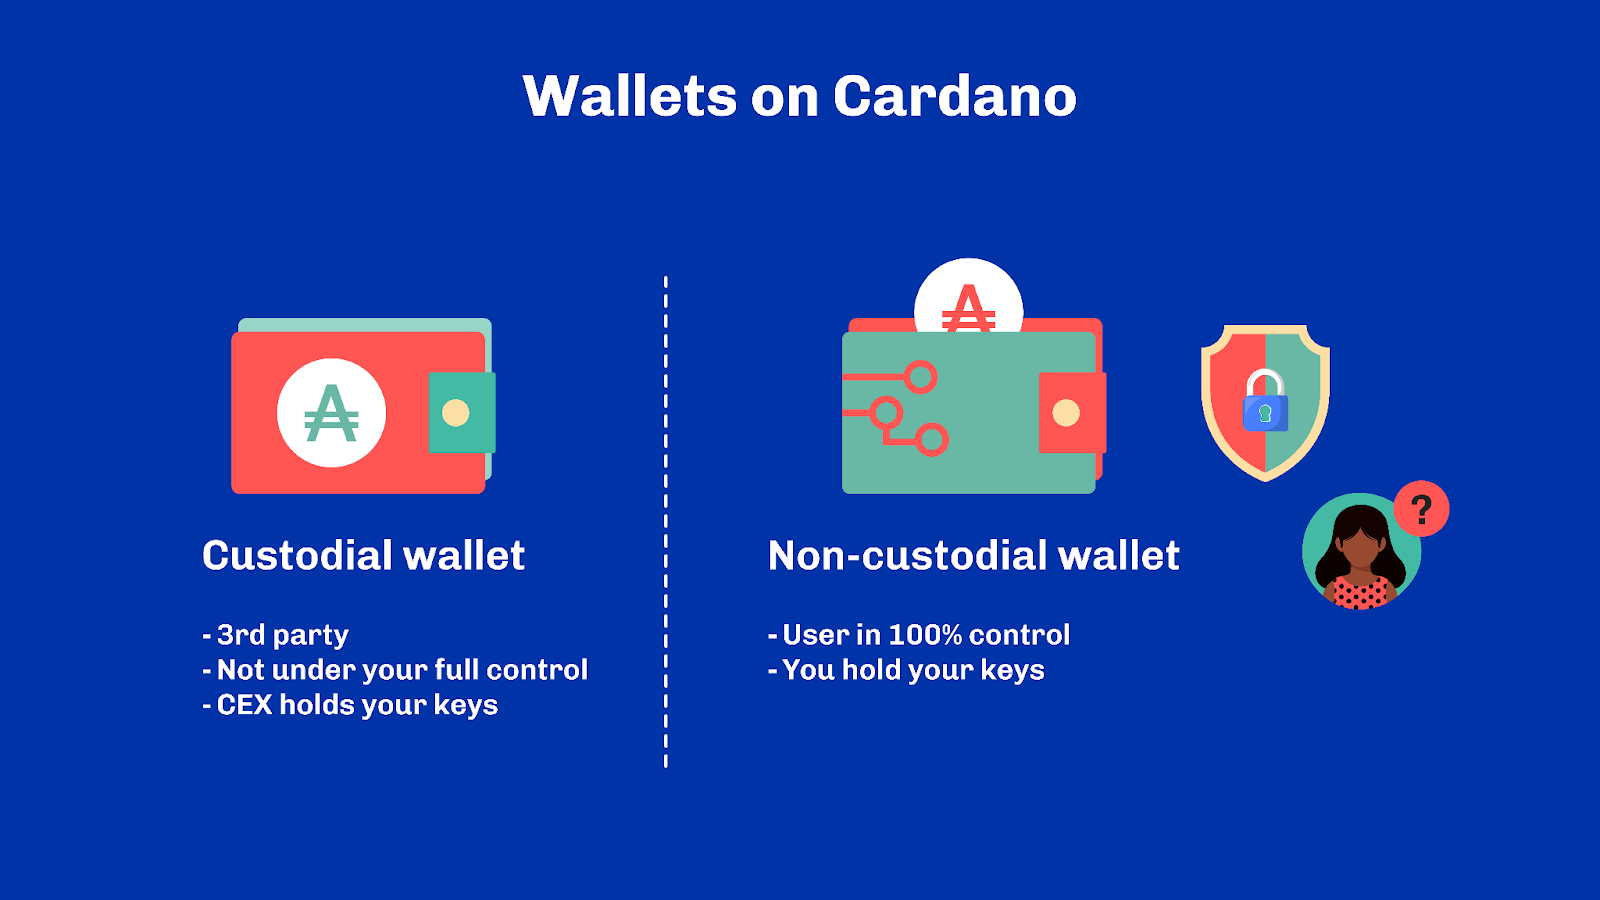 Wallets on Cardano
₳
₳
Custodial wallet
- 3rd party
- Not under your full control
- CEX holds your keys
Non-custodial wallet
- User in 100% control
- You hold your keys
?